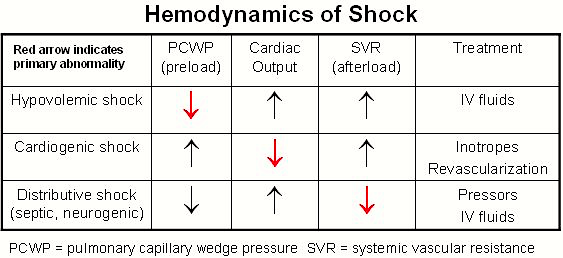 Hemodynamics of Shock
Red arrow indicates primary abnormality
PCWP (preload)
Cardiac Output
SVR (afterload)
Treatment
Hypovolemic shock ↓ ↑ ↑ IV fluids
Cardiogenic shock ↑ ↓ ↑ Inotropes Revascularization
Distributive shock (septic, neurogenic) ↓ ↑ ↓ Pressors IV fluids
PCWP = pulmonary capillary wedge pressure SVR = systemic vascular resistance